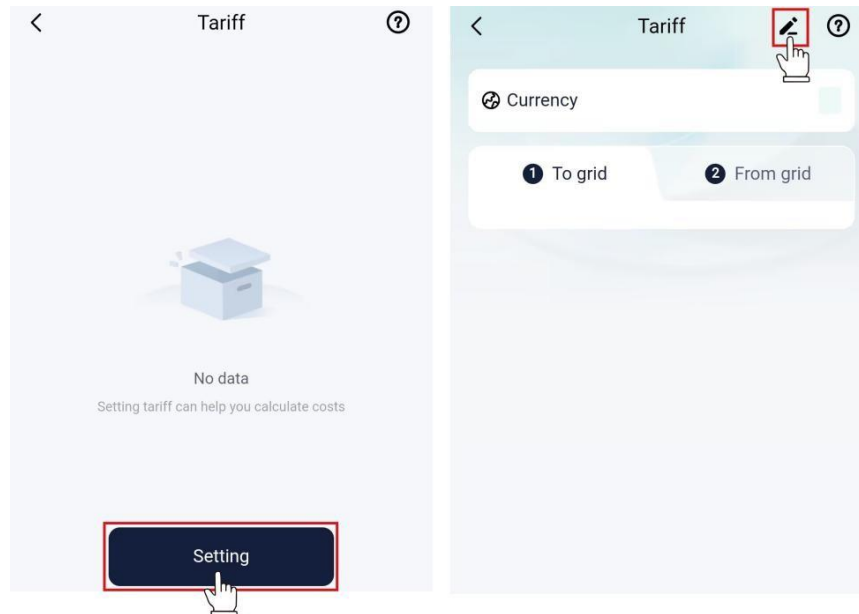 Tariff
No data
Setting tariff can help you calculate costs
Setting
Tariff
Currency
1 To grid
2 From grid